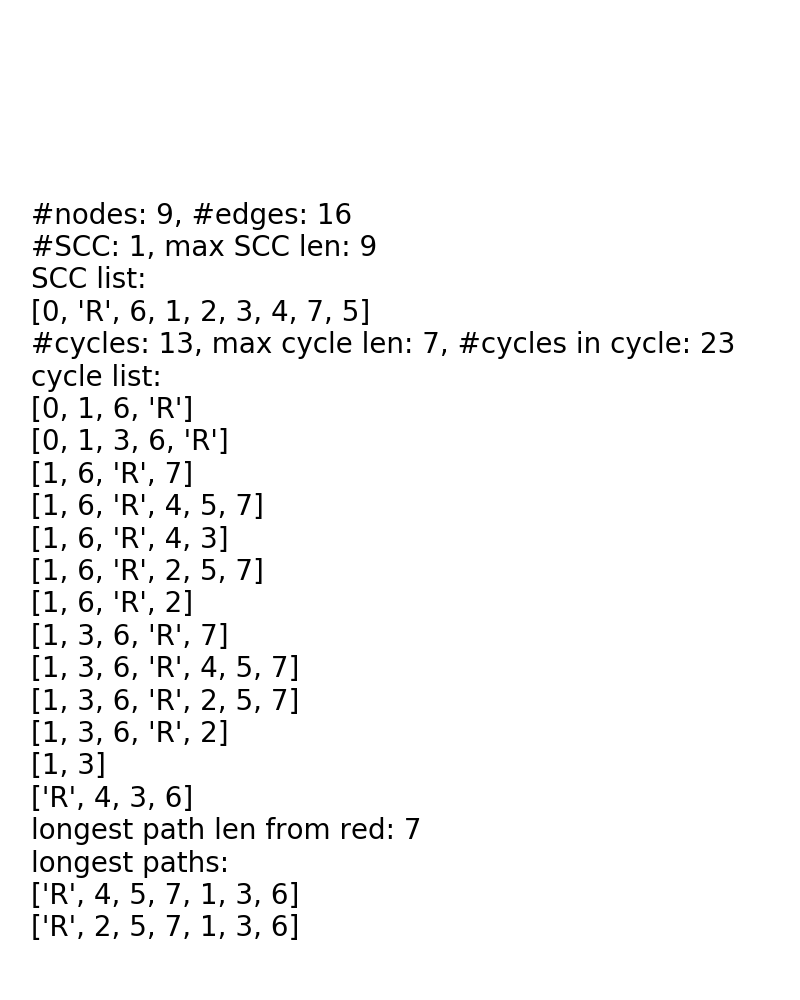 #nodes: 9, #edges: 16
#SCC: 1, max SCC len: 9
SCC list:
[0, 'R', 6, 1, 2, 3, 4, 7, 5]
#cycles: 13, max cycle len: 7, #cycles in cycle: 23
cycle list:
[0, 1, 6, 'R']
[0, 1, 3, 6, 'R']
[1, 6, 'R', 7]
[1, 6, 'R', 4, 5, 7]
[1, 6, 'R', 4, 3]
[1, 6, 'R', 2, 5, 7]
[1, 6, 'R', 2]
[1, 3, 6, 'R', 7]
[1, 3, 6, 'R', 4, 5, 7]
[1, 3, 6, 'R', 2, 5, 7]
[1, 3, 6, 'R', 2]
[1, 3]
['R', 4, 3, 6]
longest path len from red: 7
longest paths:
['R', 4, 5, 7, 1, 3, 6]
['R', 2, 5, 7, 1, 3, 6]